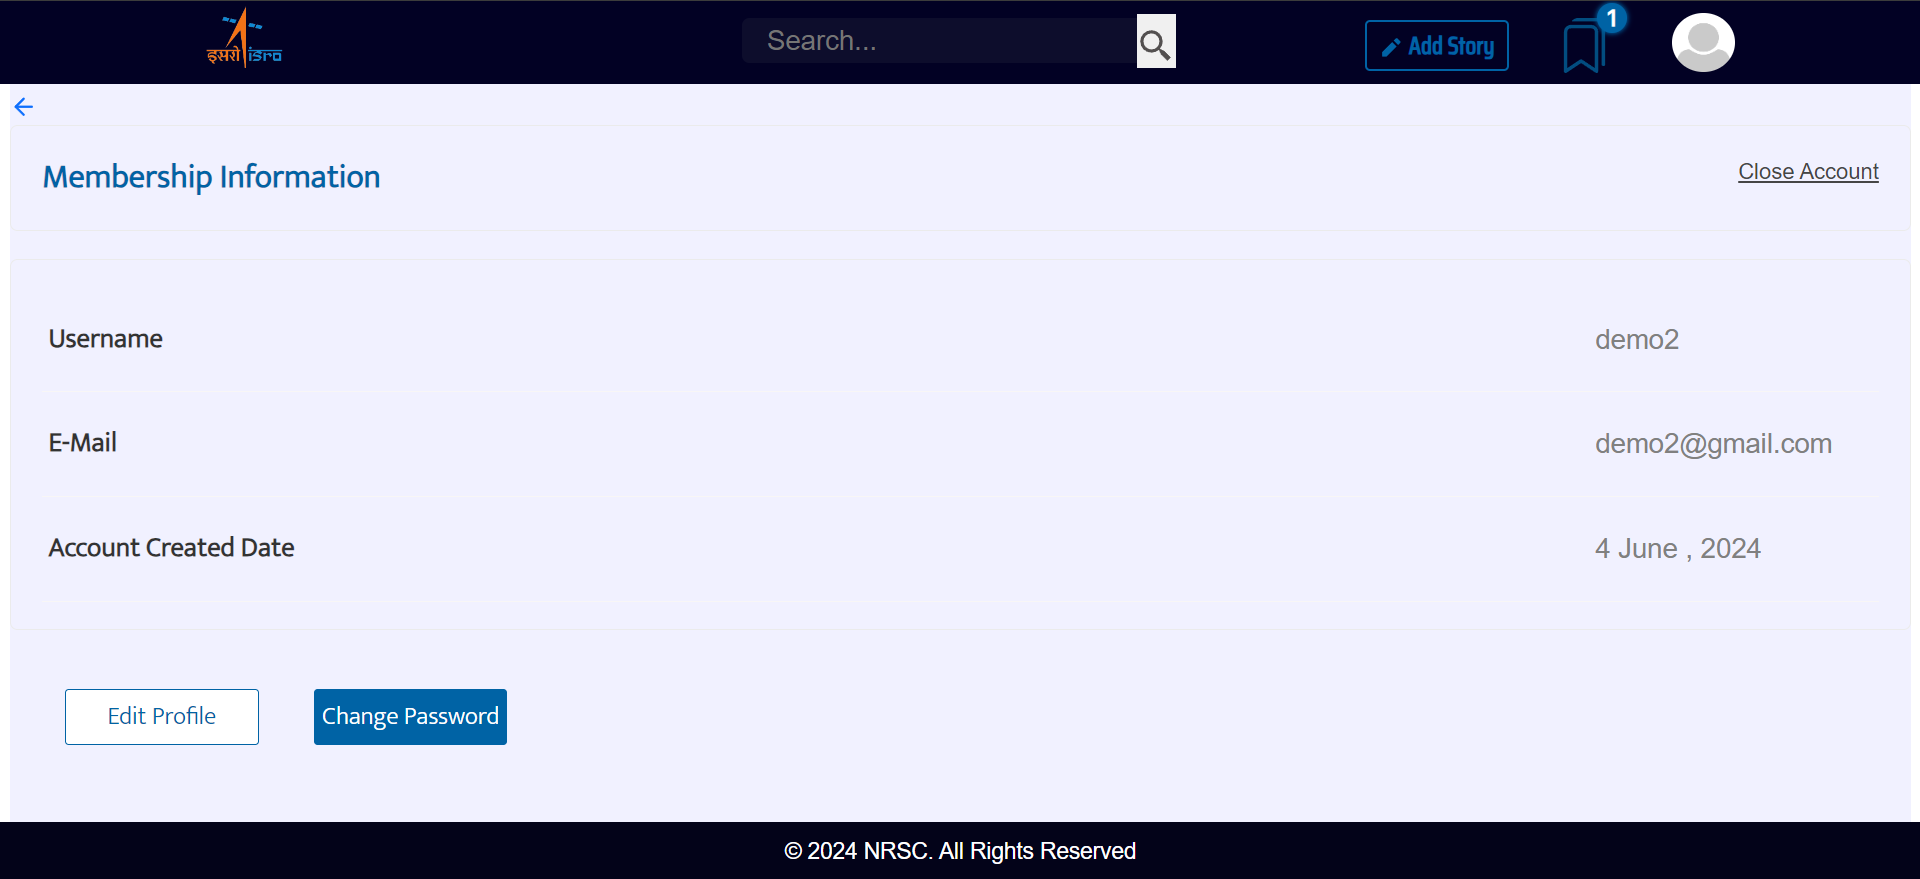 इसरो isro
Search...
Add Story
1
Membership Information
Close Account
Username
demo2
E-Mail
demo2@gmail.com
Account Created Date
4 June , 2024
Edit Profile
Change Password
© 2024 NRSC. All Rights Reserved